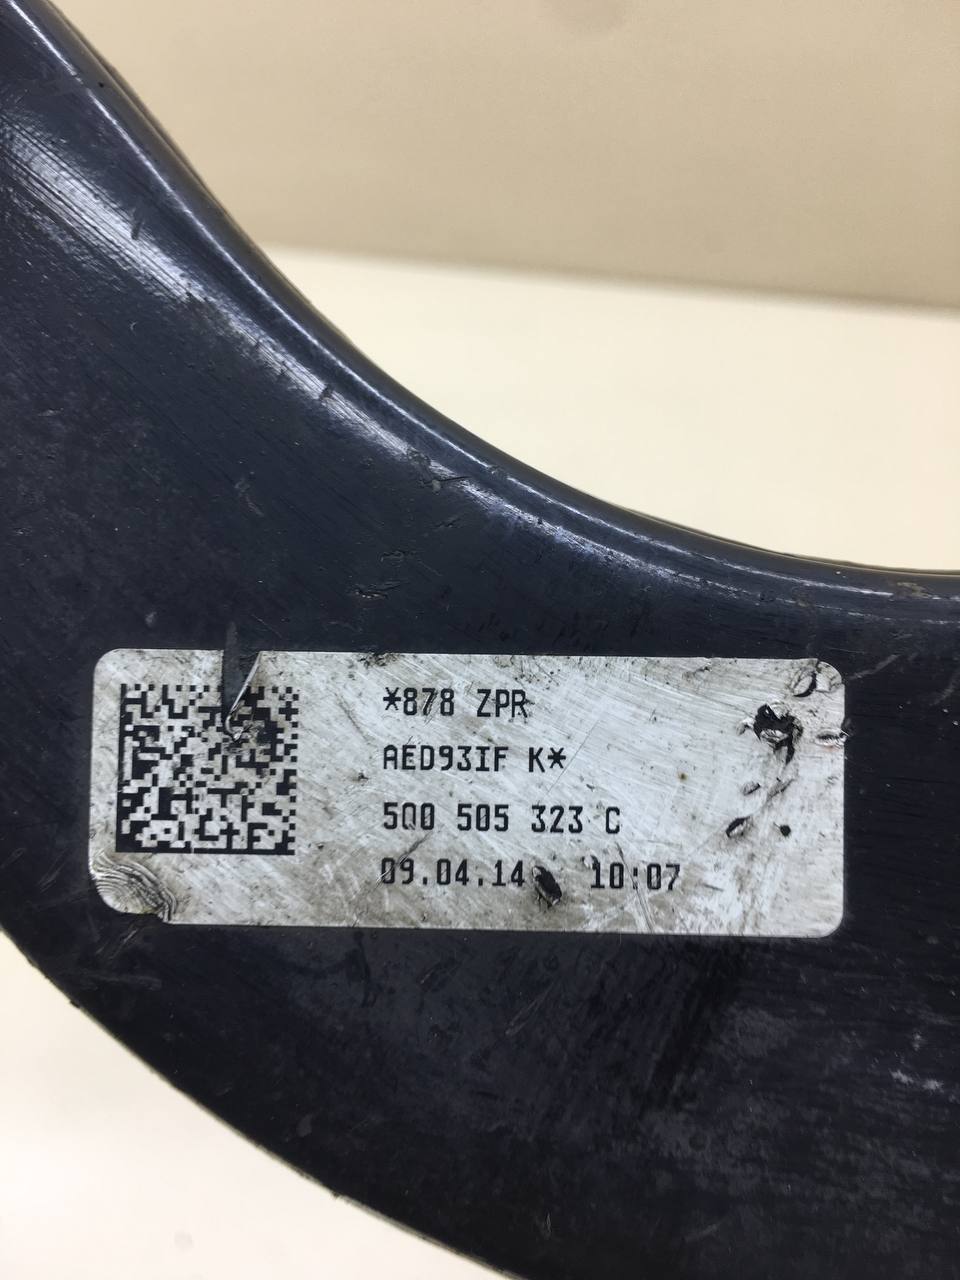 *878 ZPR
AED93IF K*
5Q0 505 323 C
09.04.14 10:07